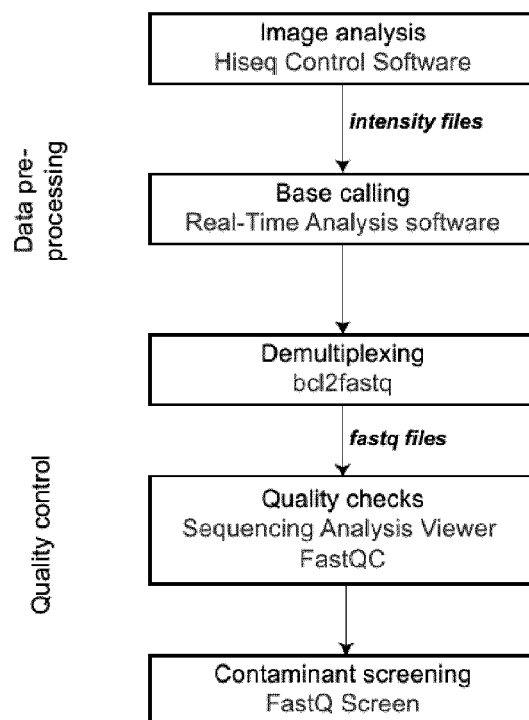 Image analysis
Hiseq Control Software
intensity files
Data pre-
processing
Base calling
Real-Time Analysis software
Demultiplexing
bcl2fastq
fastq files
Quality control
Quality checks
Sequencing Analysis Viewer
FastQC
Contaminant screening
FastQ Screen